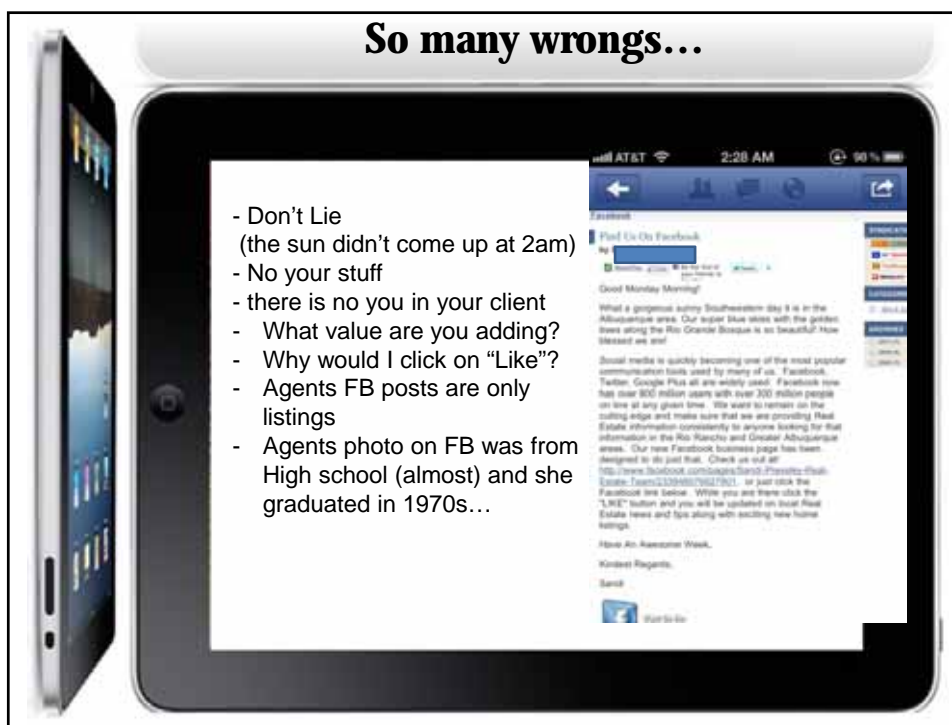 So many wrongs…
- Don't Lie
(the sun didn't come up at 2am)
- No your stuff
- there is no you in your client
- What value are you adding?
- Why would I click on “Like”?
- Agents FB posts are only
listings
- Agents photo on FB was from
High school (almost) and she
graduated in 1970s…
AT&T 2:28 AM 98%
Facebook
Find Us On Facebook
by
Good Monday Morning!
What a gorgeous sunny Southwestern day it is in the
Albuquerque area. Our super blue skies with the golden
trees along the Rio Grande Bosque is so beautiful! How
blessed we are!
Social media is quickly becoming one of the most popular
communication tools used by many of us. Facebook,
Twitter, Google Plus all are widely used. Facebook now
has over 800 million users with over 300 million people
on line at any given time. We want to remain on the
cutting edge and make sure that we are providing Real
Estate information consistently to anyone looking for that
information in the Rio Rancho and Greater Albuquerque
areas. Our new Facebook business page has been
designed to do just that. Check us out at!
or just click the
Facebook link below. While you are there click the
"LIKE" button and you will be updated on local Real
Estate news and tips along with exciting new home
listings.
Have An Awesome Week,
Kindest Regards,
Sandi